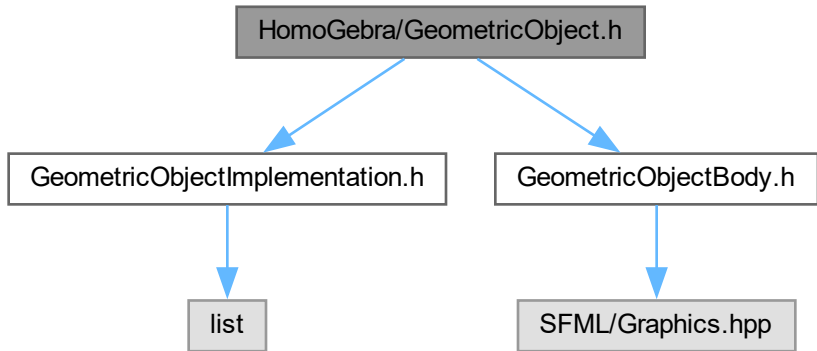 HomoGebra/GeometricObject.h
GeometricObjectImplementation.h
GeometricObjectBody.h
list
SFML/Graphics.hpp